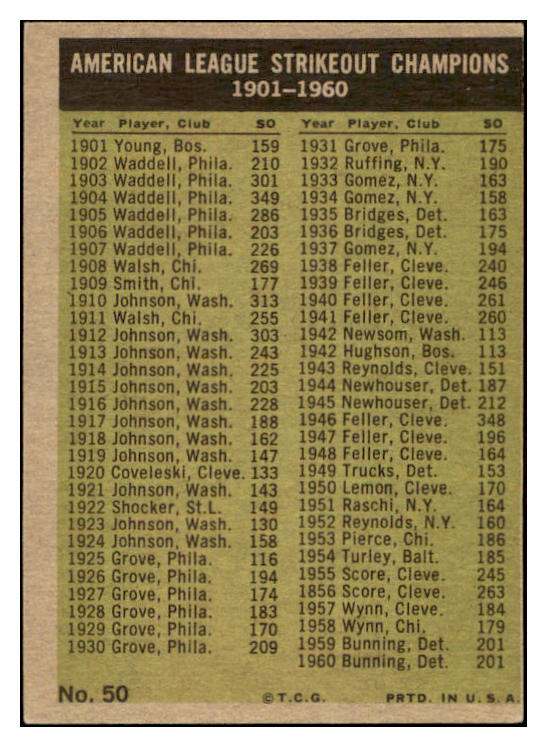 AMERICAN LEAGUE STRIKEOUT CHAMPIONS
1901-1960
Year Player, Club SO
1901 Young, Bos. 159
1902 Waddell, Phila. 210
1903 Waddell, Phila. 301
1904 Waddell, Phila. 349
1905 Waddell, Phila. 286
1906 Waddell, Phila. 203
1907 Waddell, Phila. 226
1908 Walsh, Chi. 269
1909 Smith, Chi. 177
1910 Johnson, Wash. 313
1911 Walsh, Chi. 255
1912 Johnson, Wash. 303
1913 Johnson, Wash. 243
1914 Johnson, Wash. 225
1915 Johnson, Wash. 203
1916 Johnson, Wash. 228
1917 Johnson, Wash. 188
1918 Johnson, Wash. 162
1919 Johnson, Wash. 147
1920 Coveleski, Cleve. 133
1921 Johnson, Wash. 143
1922 Shocker, St.L. 149
1923 Johnson, Wash. 130
1924 Johnson, Wash. 158
1925 Grove, Phila. 116
1926 Grove, Phila. 194
1927 Grove, Phila. 174
1928 Grove, Phila. 183
1929 Grove, Phila. 170
1930 Grove, Phila. 209
Year Player, Club SO
1931 Grove, Phila. 175
1932 Ruffing, N.Y. 190
1933 Gomez, N.Y. 163
1934 Gomez, N.Y. 158
1935 Bridges, Det. 163
1936 Bridges, Det. 175
1937 Gomez, N.Y. 194
1938 Feller, Cleve. 240
1939 Feller, Cleve. 246
1940 Feller, Cleve. 261
1941 Feller, Cleve. 260
1942 Newsom, Wash. 113
1942 Hughson, Bos. 113
1943 Reynolds, Cleve. 151
1944 Newhouser, Det. 187
1945 Newhouser, Det. 212
1946 Feller, Cleve. 348
1947 Feller, Cleve. 196
1948 Feller, Cleve. 164
1949 Trucks, Det. 153
1950 Lemon, Cleve. 170
1951 Raschi, N.Y. 164
1952 Reynolds, N.Y. 160
1953 Pierce, Chi. 186
1954 Turley, Balt. 185
1955 Score, Cleve. 245
1856 Score, Cleve. 263
1957 Wynn, Cleve. 184
1958 Wynn, Chi. 179
1959 Bunning, Det. 201
1960 Bunning, Det. 201
No. 50 ©T.C.G. PRTD. IN U.S.A.